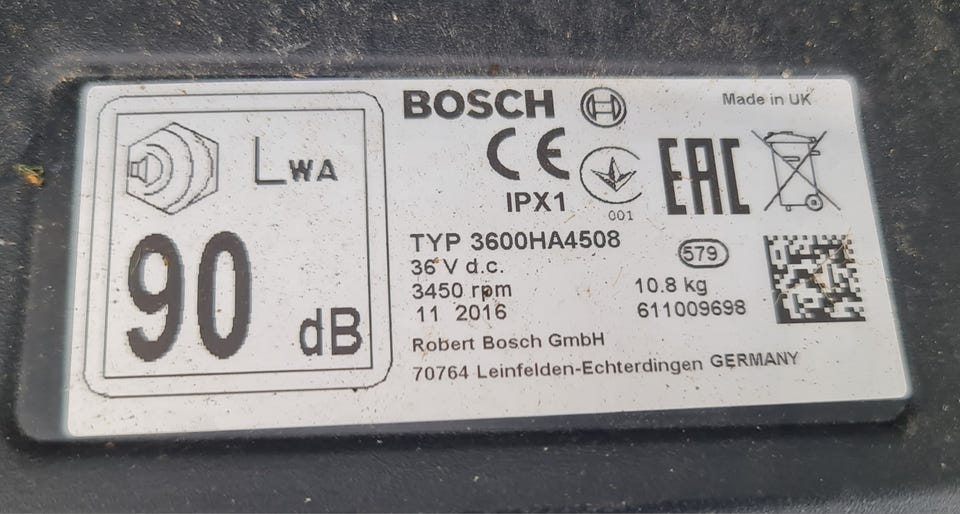 LWA
90 dB
BOSCH
Made in UK
CE
EAC
IPX1
001
TYP 3600HA4508
579
36 V d.c.
3450 rpm
10.8 kg
11 2016
611009698
Robert Bosch GmbH
70764 Leinfelden-Echterdingen GERMANY